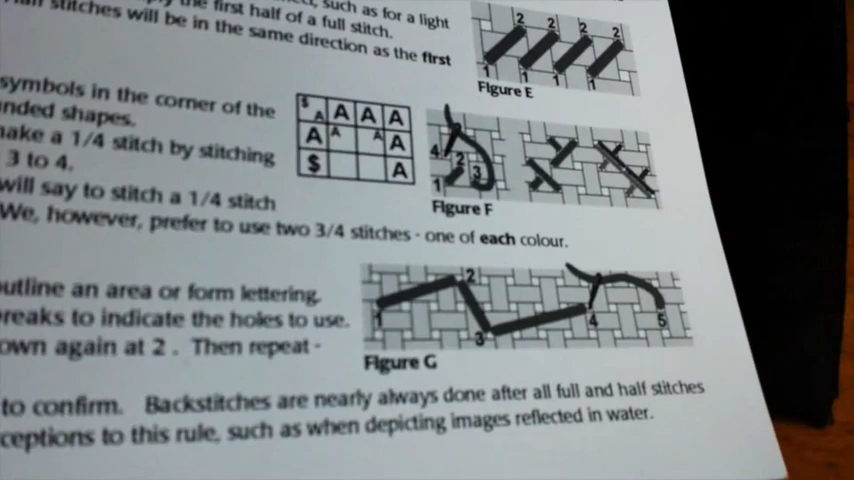 the first half of a full stitch.
stitches will be in the same direction as the first
such as for a light
2 2 2 2
1 1 1 1
Figure E
symbols in the corner of the
shapes.
make a 1/4 stitch by stitching
3 to 4.
will say to stitch a 1/4 stitch
We, however, prefer to use two 3/4 stitches - one of each colour.
$ A A A A
A A A A
$ A
4 2 3
1
Figure F
outline an area or form lettering.
breaks to indicate the holes to use.
down again at 2 . Then repeat -
1 2 3 4 5
Figure G
to confirm. Backstitches are nearly always done after all full and half stitches
exceptions to this rule, such as when depicting images reflected in water.